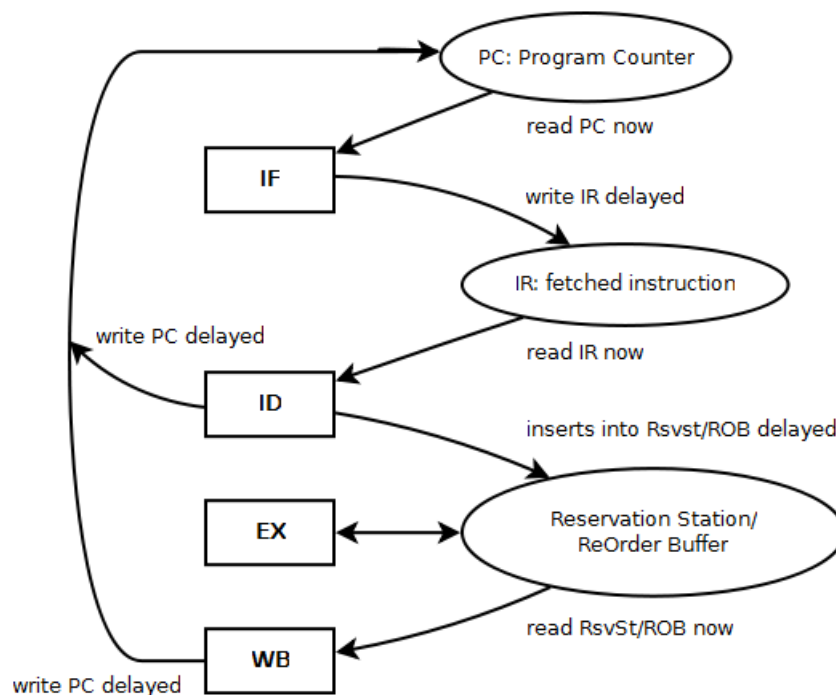 PC: Program Counter
read PC now
IF
write IR delayed
IR: fetched instruction
write PC delayed
read IR now
ID
inserts into Rsvst/ROB delayed
EX
Reservation Station/
ReOrder Buffer
read RsvSt/ROB now
WB
write PC delayed